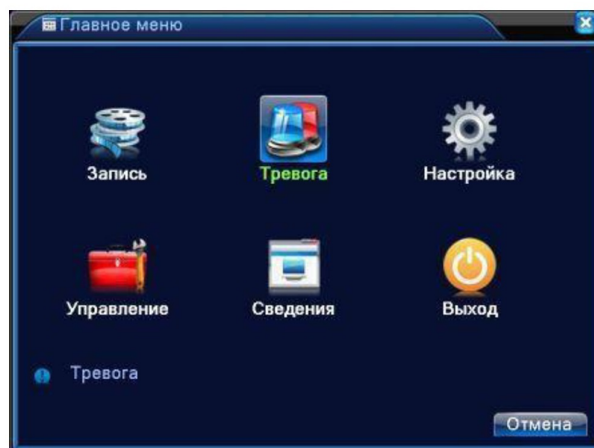 Главное меню
Запись Тревога Настройка
Управление Сведения Выход
Тревога
Отмена